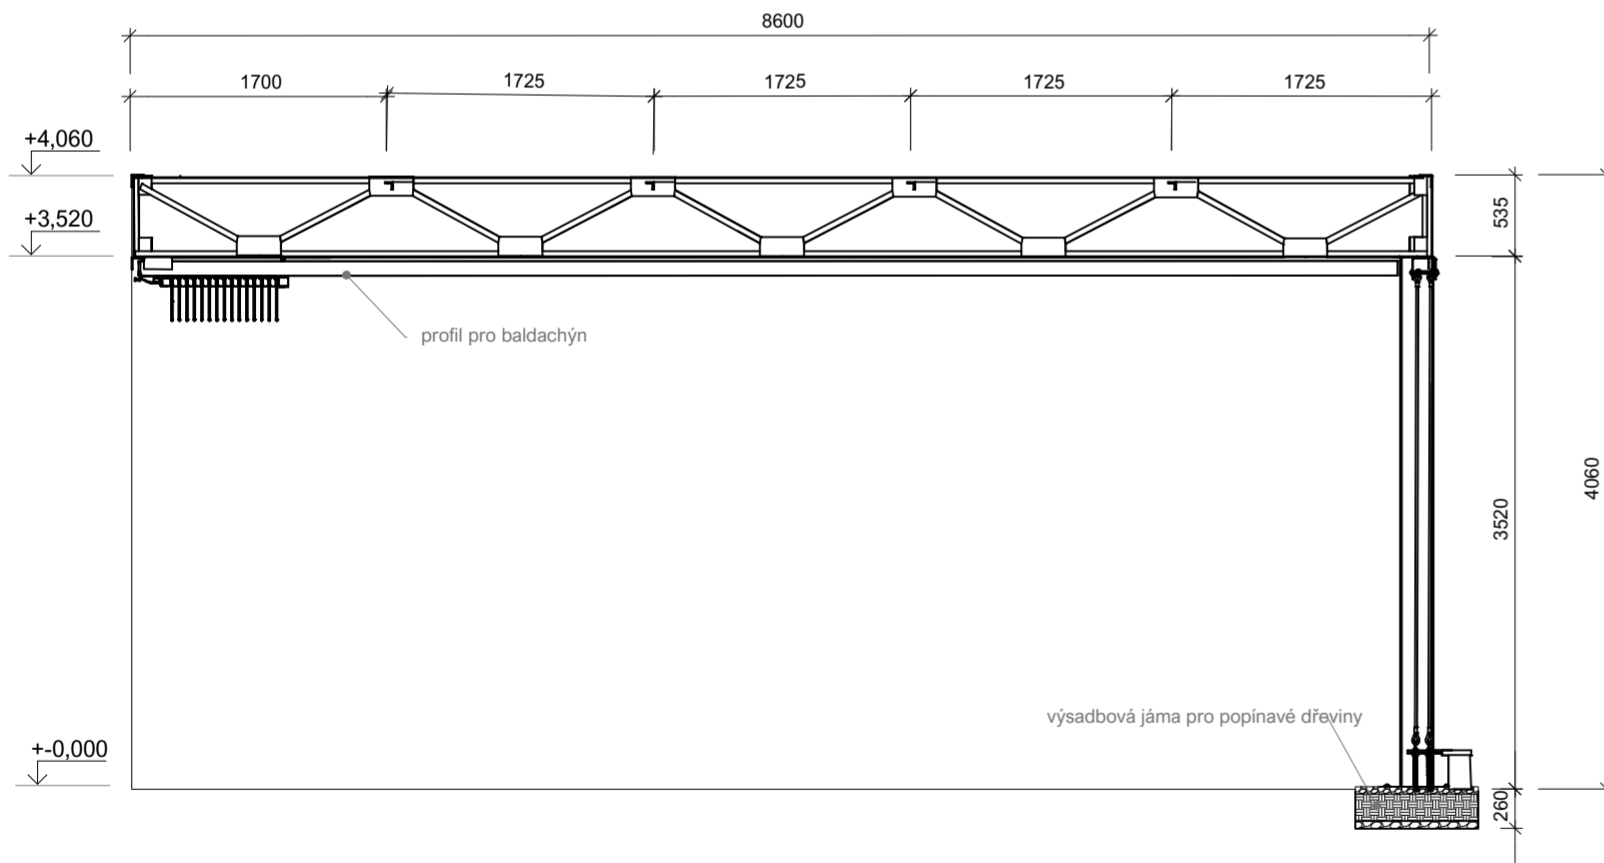 8600
1700 1725 1725 1725 1725
+4,060
+3,520
535
profil pro baldachýn
4060
3520
výsadbová jáma pro popínavé dřeviny
+-0,000
260